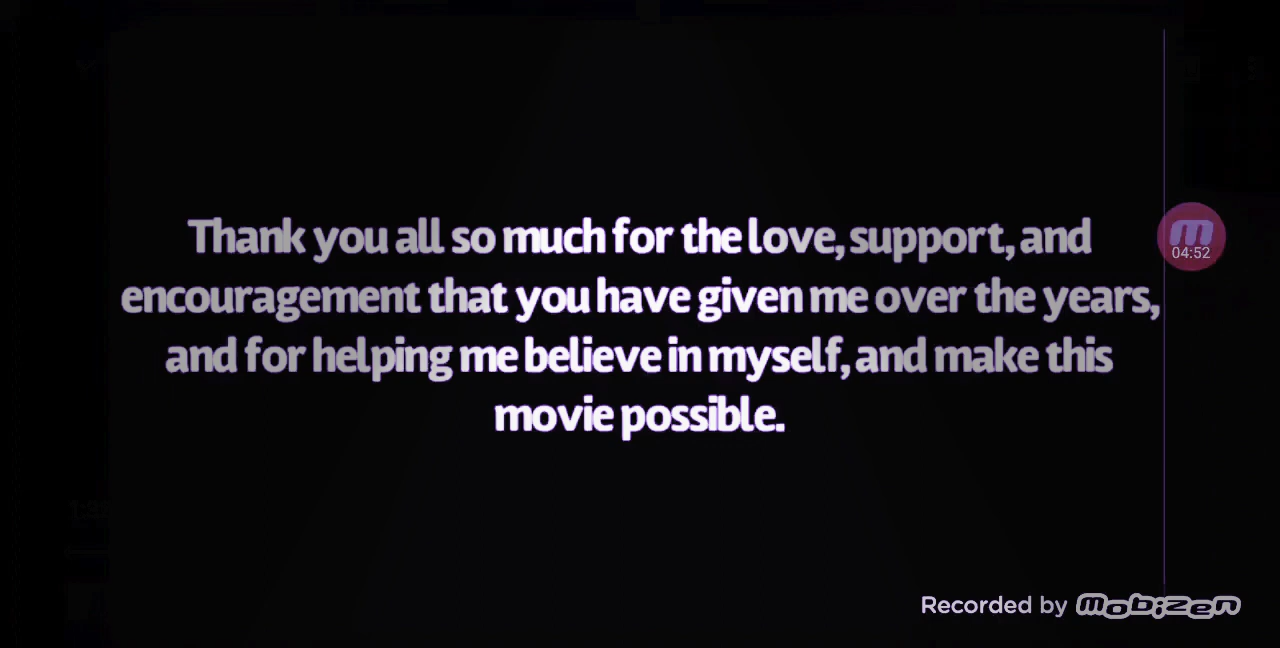 Thank you all so much for the love, support, and
encouragement that you have given me over the years,
and for helping me believe in myself, and make this
movie possible.
04:52
Recorded by mobizen